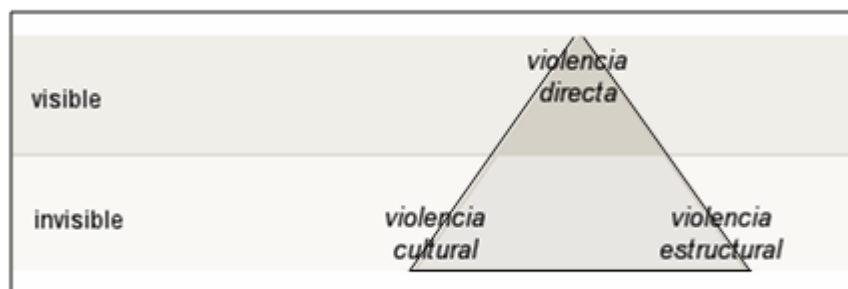 violencia
directa
visible
invisible
violencia
cultural
violencia
estructural